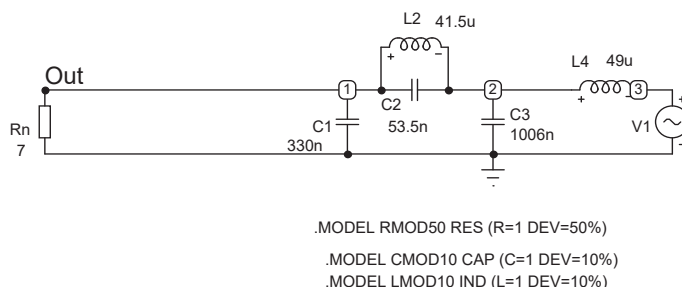 L2
41.5u
+
−
Out
1
C2
53.5n
2
L4
49u
+
−
3
Rn
7
C1
330n
C3
1006n
V1
+
−
.MODEL RMOD50 RES (R=1 DEV=50%)
.MODEL CMOD10 CAP (C=1 DEV=10%)
.MODEL LMOD10 IND (L=1 DEV=10%)